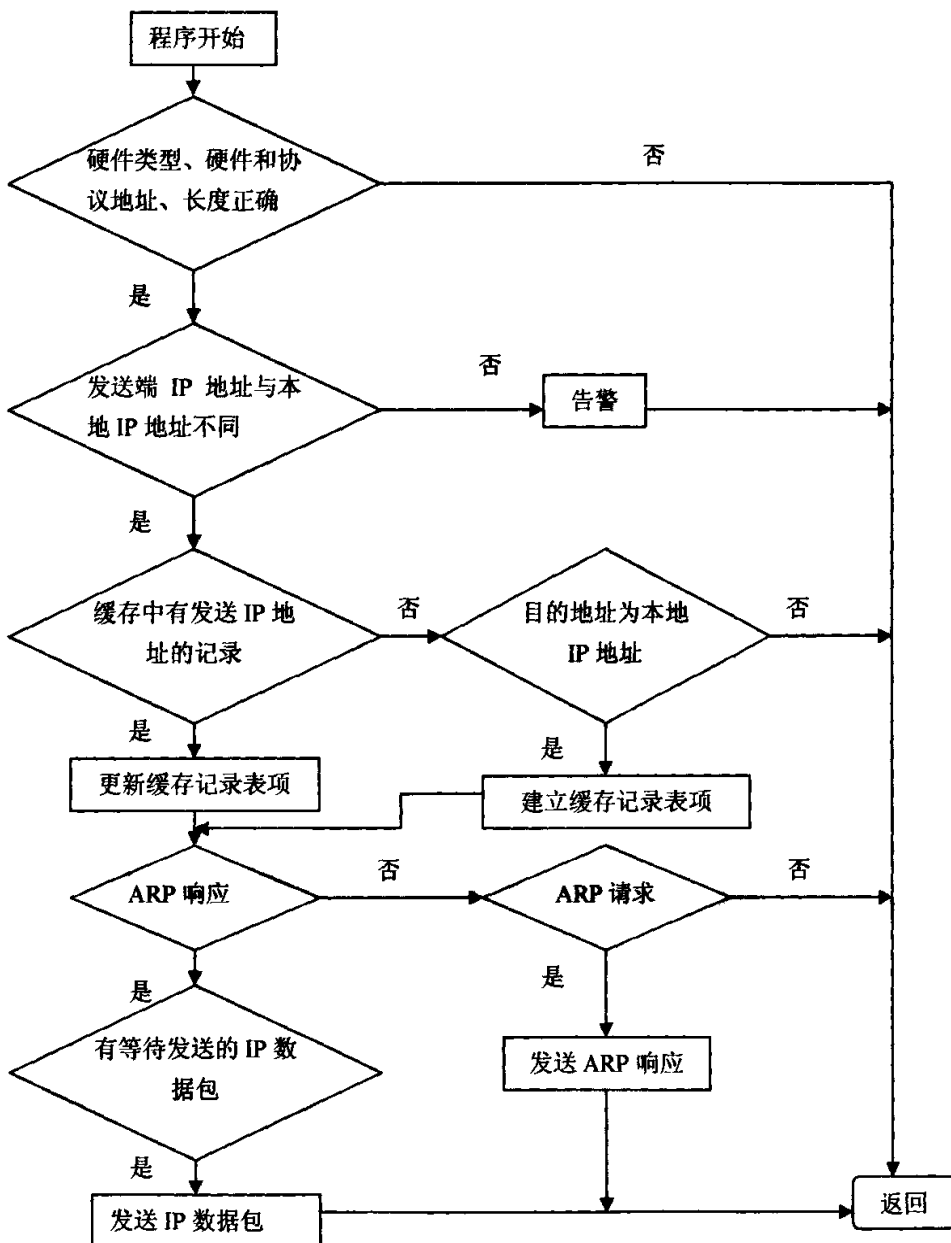 程序开始
硬件类型、硬件和协
议地址、长度正确
否
是
发送端 IP 地址与本
地 IP 地址不同
否
告警
是
缓存中有发送 IP 地
址的记录
否
目的地址为本地
IP 地址
否
是
更新缓存记录表项
是
建立缓存记录表项
ARP 响应
否
ARP 请求
否
是
有等待发送的 IP 数
据包
是
发送 ARP 响应
是
发送 IP 数据包
返回